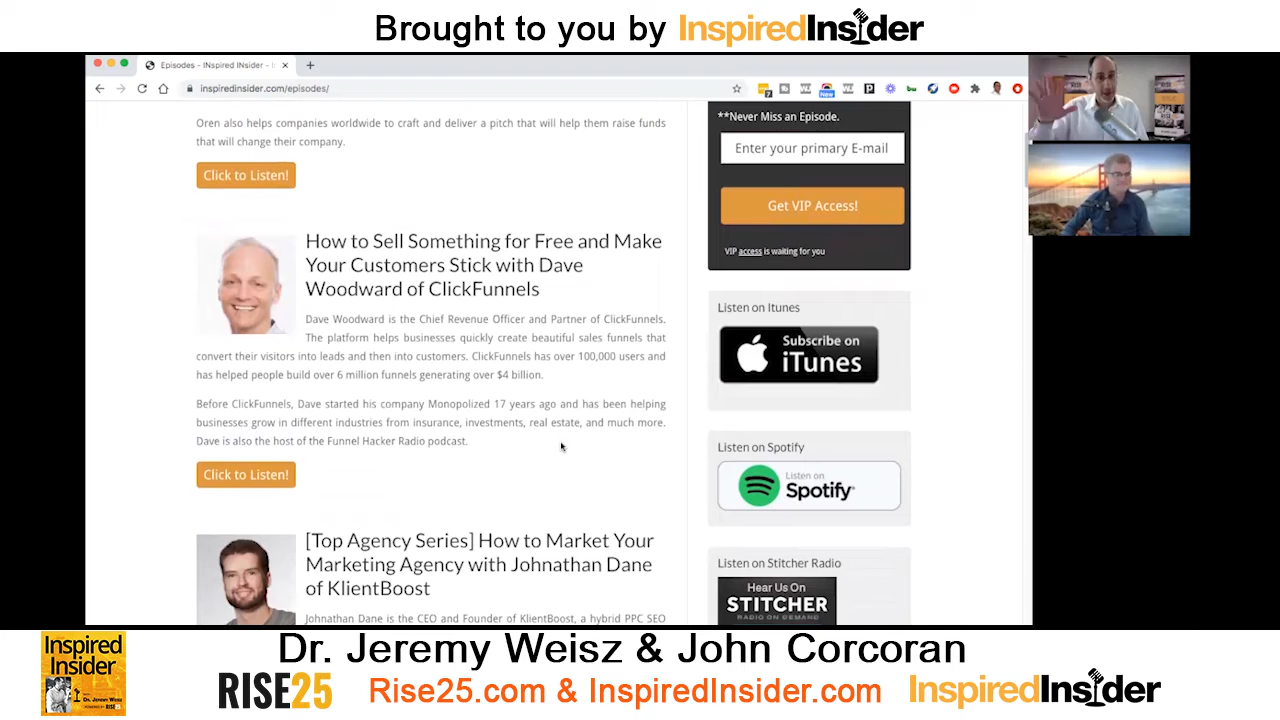 Brought to you by InspiredInsider
Episodes - INspired INsider - I
inspiredinsider.com/episodes/
Oren also helps companies worldwide to craft and deliver a pitch that will help them raise funds
that will change their company.
Click to Listen!
How to Sell Something for Free and Make
Your Customers Stick with Dave
Woodward of ClickFunnels
Dave Woodward is the Chief Revenue Officer and Partner of ClickFunnels.
The platform helps businesses quickly create beautiful sales funnels that
convert their visitors into leads and then into customers. ClickFunnels has over 100,000 users and
has helped people build over 6 million funnels generating over $4 billion.
Before ClickFunnels, Dave started his company Monopolized 17 years ago and has been helping
businesses grow in different industries from insurance, investments, real estate, and much more.
Dave is also the host of the Funnel Hacker Radio podcast.
Click to Listen!
[Top Agency Series] How to Market Your
Marketing Agency with Johnathan Dane
of KlientBoost
Johnathan Dane is the CEO and Founder of KlientBoost, a hybrid PPC SEO
**Never Miss an Episode.
Enter your primary E-mail
Get VIP Access!
VIP access is waiting for you
Listen on Itunes
Subscribe on
iTunes
Listen on Spotify
Listen on
Spotify
Listen on Stitcher Radio
Hear Us On
STITCHER
RADIO ON DEMAND
New
RISE
Dr. Jeremy Weisz & John Corcoran
Inspired
Insider
RISE25
Rise25.com & InspiredInsider.com
InspiredInsider